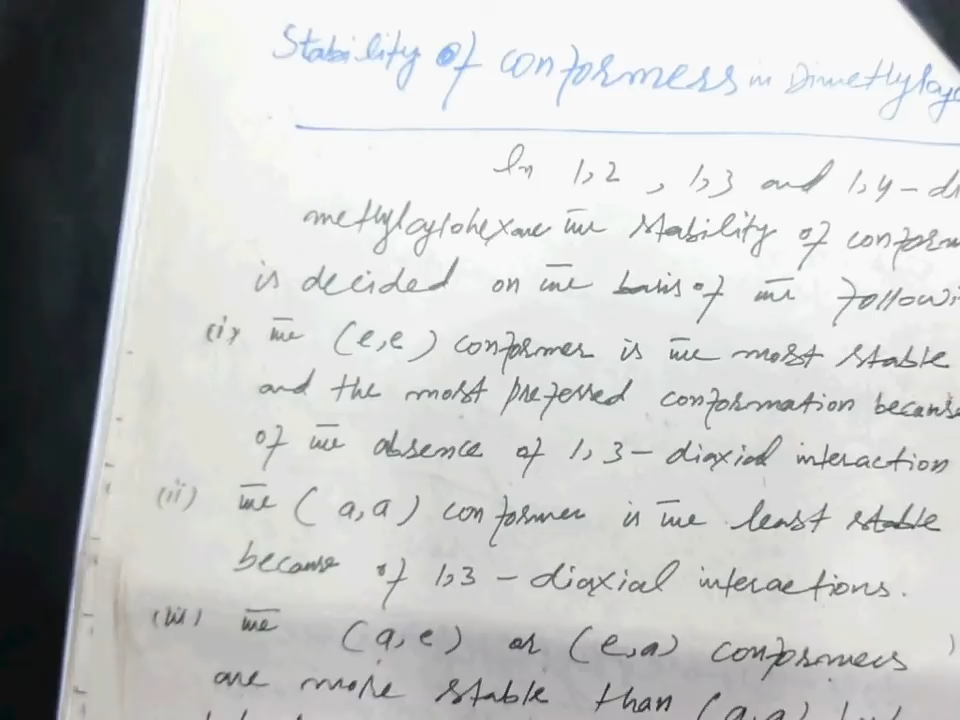 Stability of conformers in Dimethylcyc
In 1,2 , 1,3 and 1,4-di
methylcyclohexane the stability of conform
is decided on the basis of the followi
(i) the (e,e) conformer is the most stable
and the most preferred conformation because
of the absence of 1,3-diaxial interaction
(ii) the (a,a) conformer is the least stable
because of 1,3-diaxial interactions.
(iii) the (a,e) or (e,a) conformers
are more stable than (a,a)